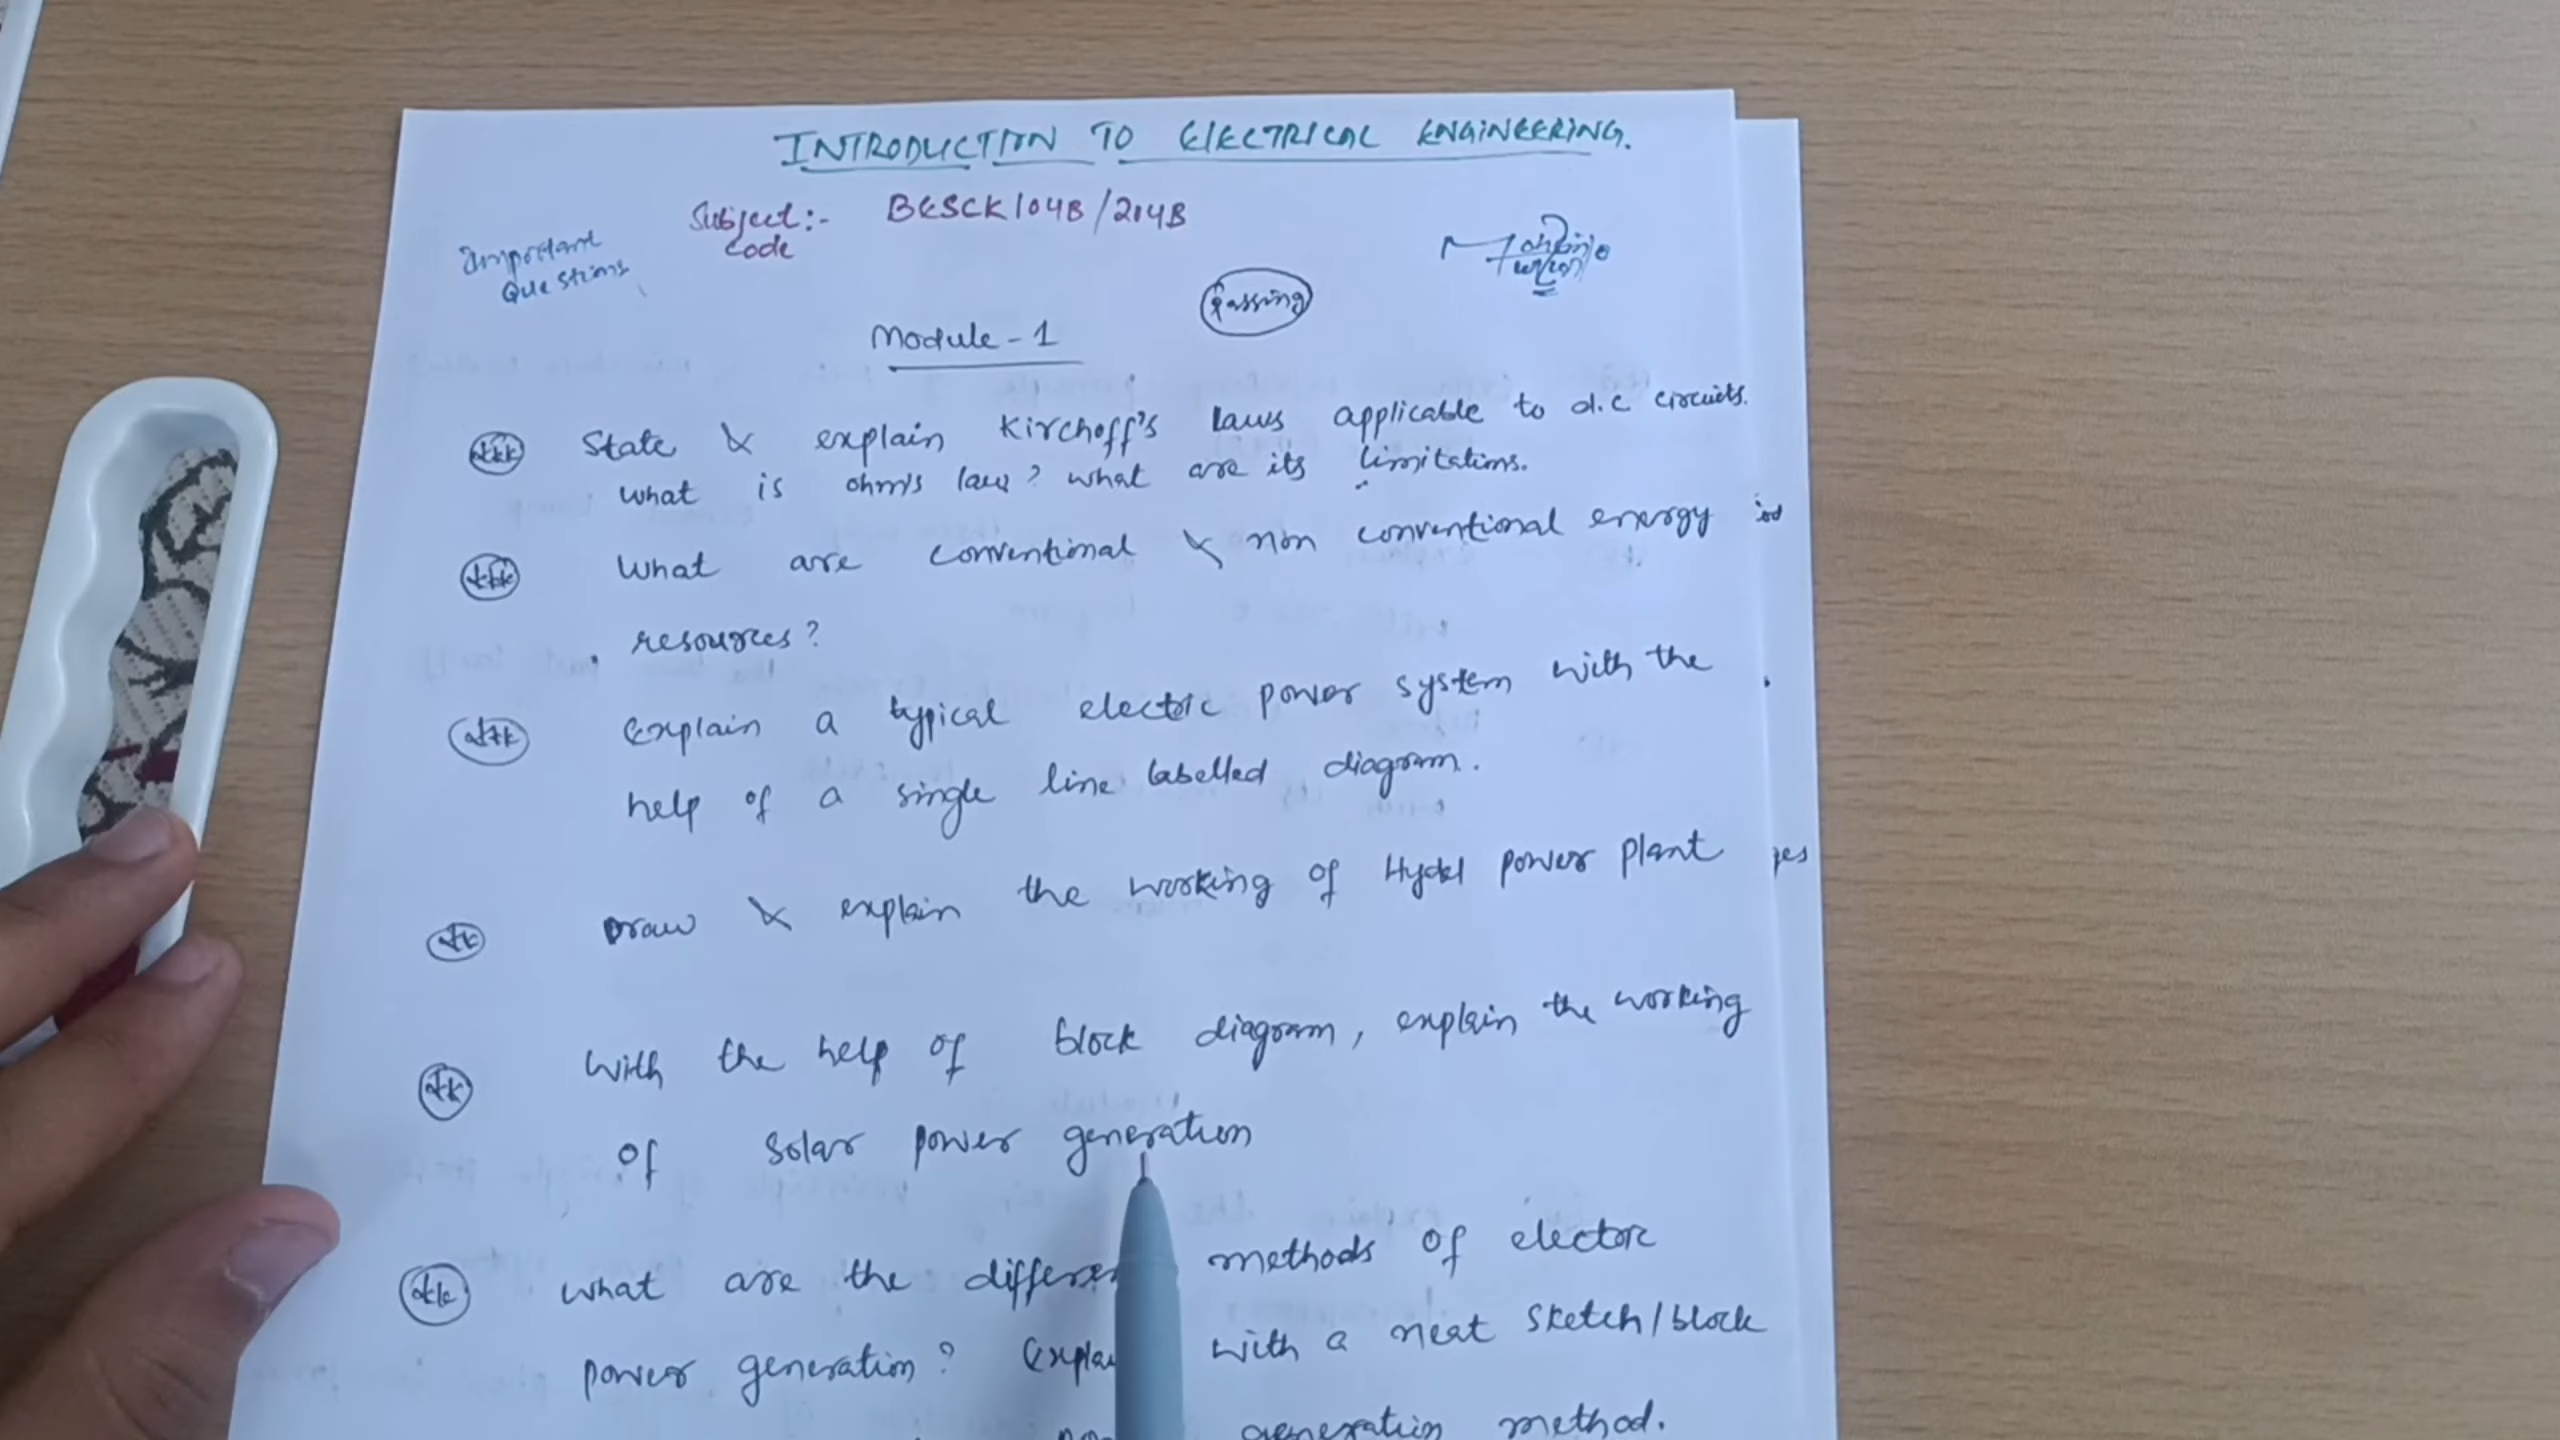 INTRODUCTION TO ELECTRICAL ENGINEERING.
Subject:- BESCK104B/204B
code
Important
Questions
Passing
Module-1
State & explain Kirchoff's laws applicable to d.c circuits.
what is ohm's law? what are its limitations.
What are conventional & non conventional energy
resources?
Explain a typical electric power system with the
help of a single line labelled diagram.
Draw & explain the working of Hydel power plant
With the help of block diagram, explain the working
of solar power generation
What are the methods of electric
power generation? with a neat sketch/block
generation method.